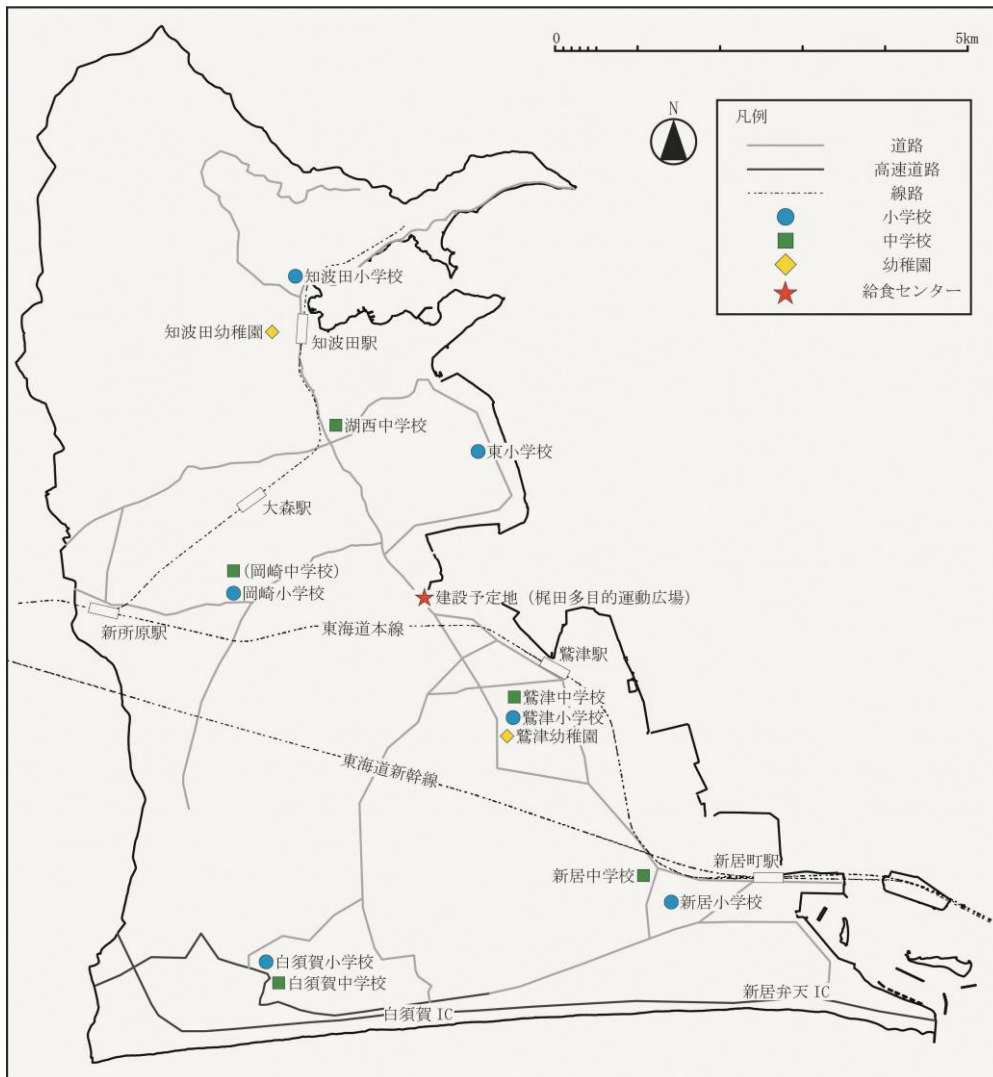 0
5km
N
凡例
道路
高速道路
線路
小学校
中学校
幼稚園
給食センター
知波田小学校
知波田幼稚園
知波田駅
湖西中学校
東小学校
大森駅
(岡崎中学校)
岡崎小学校
建設予定地（梶田多目的運動広場）
新所原駅
東海道本線
鷲津駅
鷲津中学校
鷲津小学校
鷲津幼稚園
東海道新幹線
新居町駅
新居中学校
新居小学校
白須賀小学校
白須賀中学校
新居弁天 IC
白須賀 IC